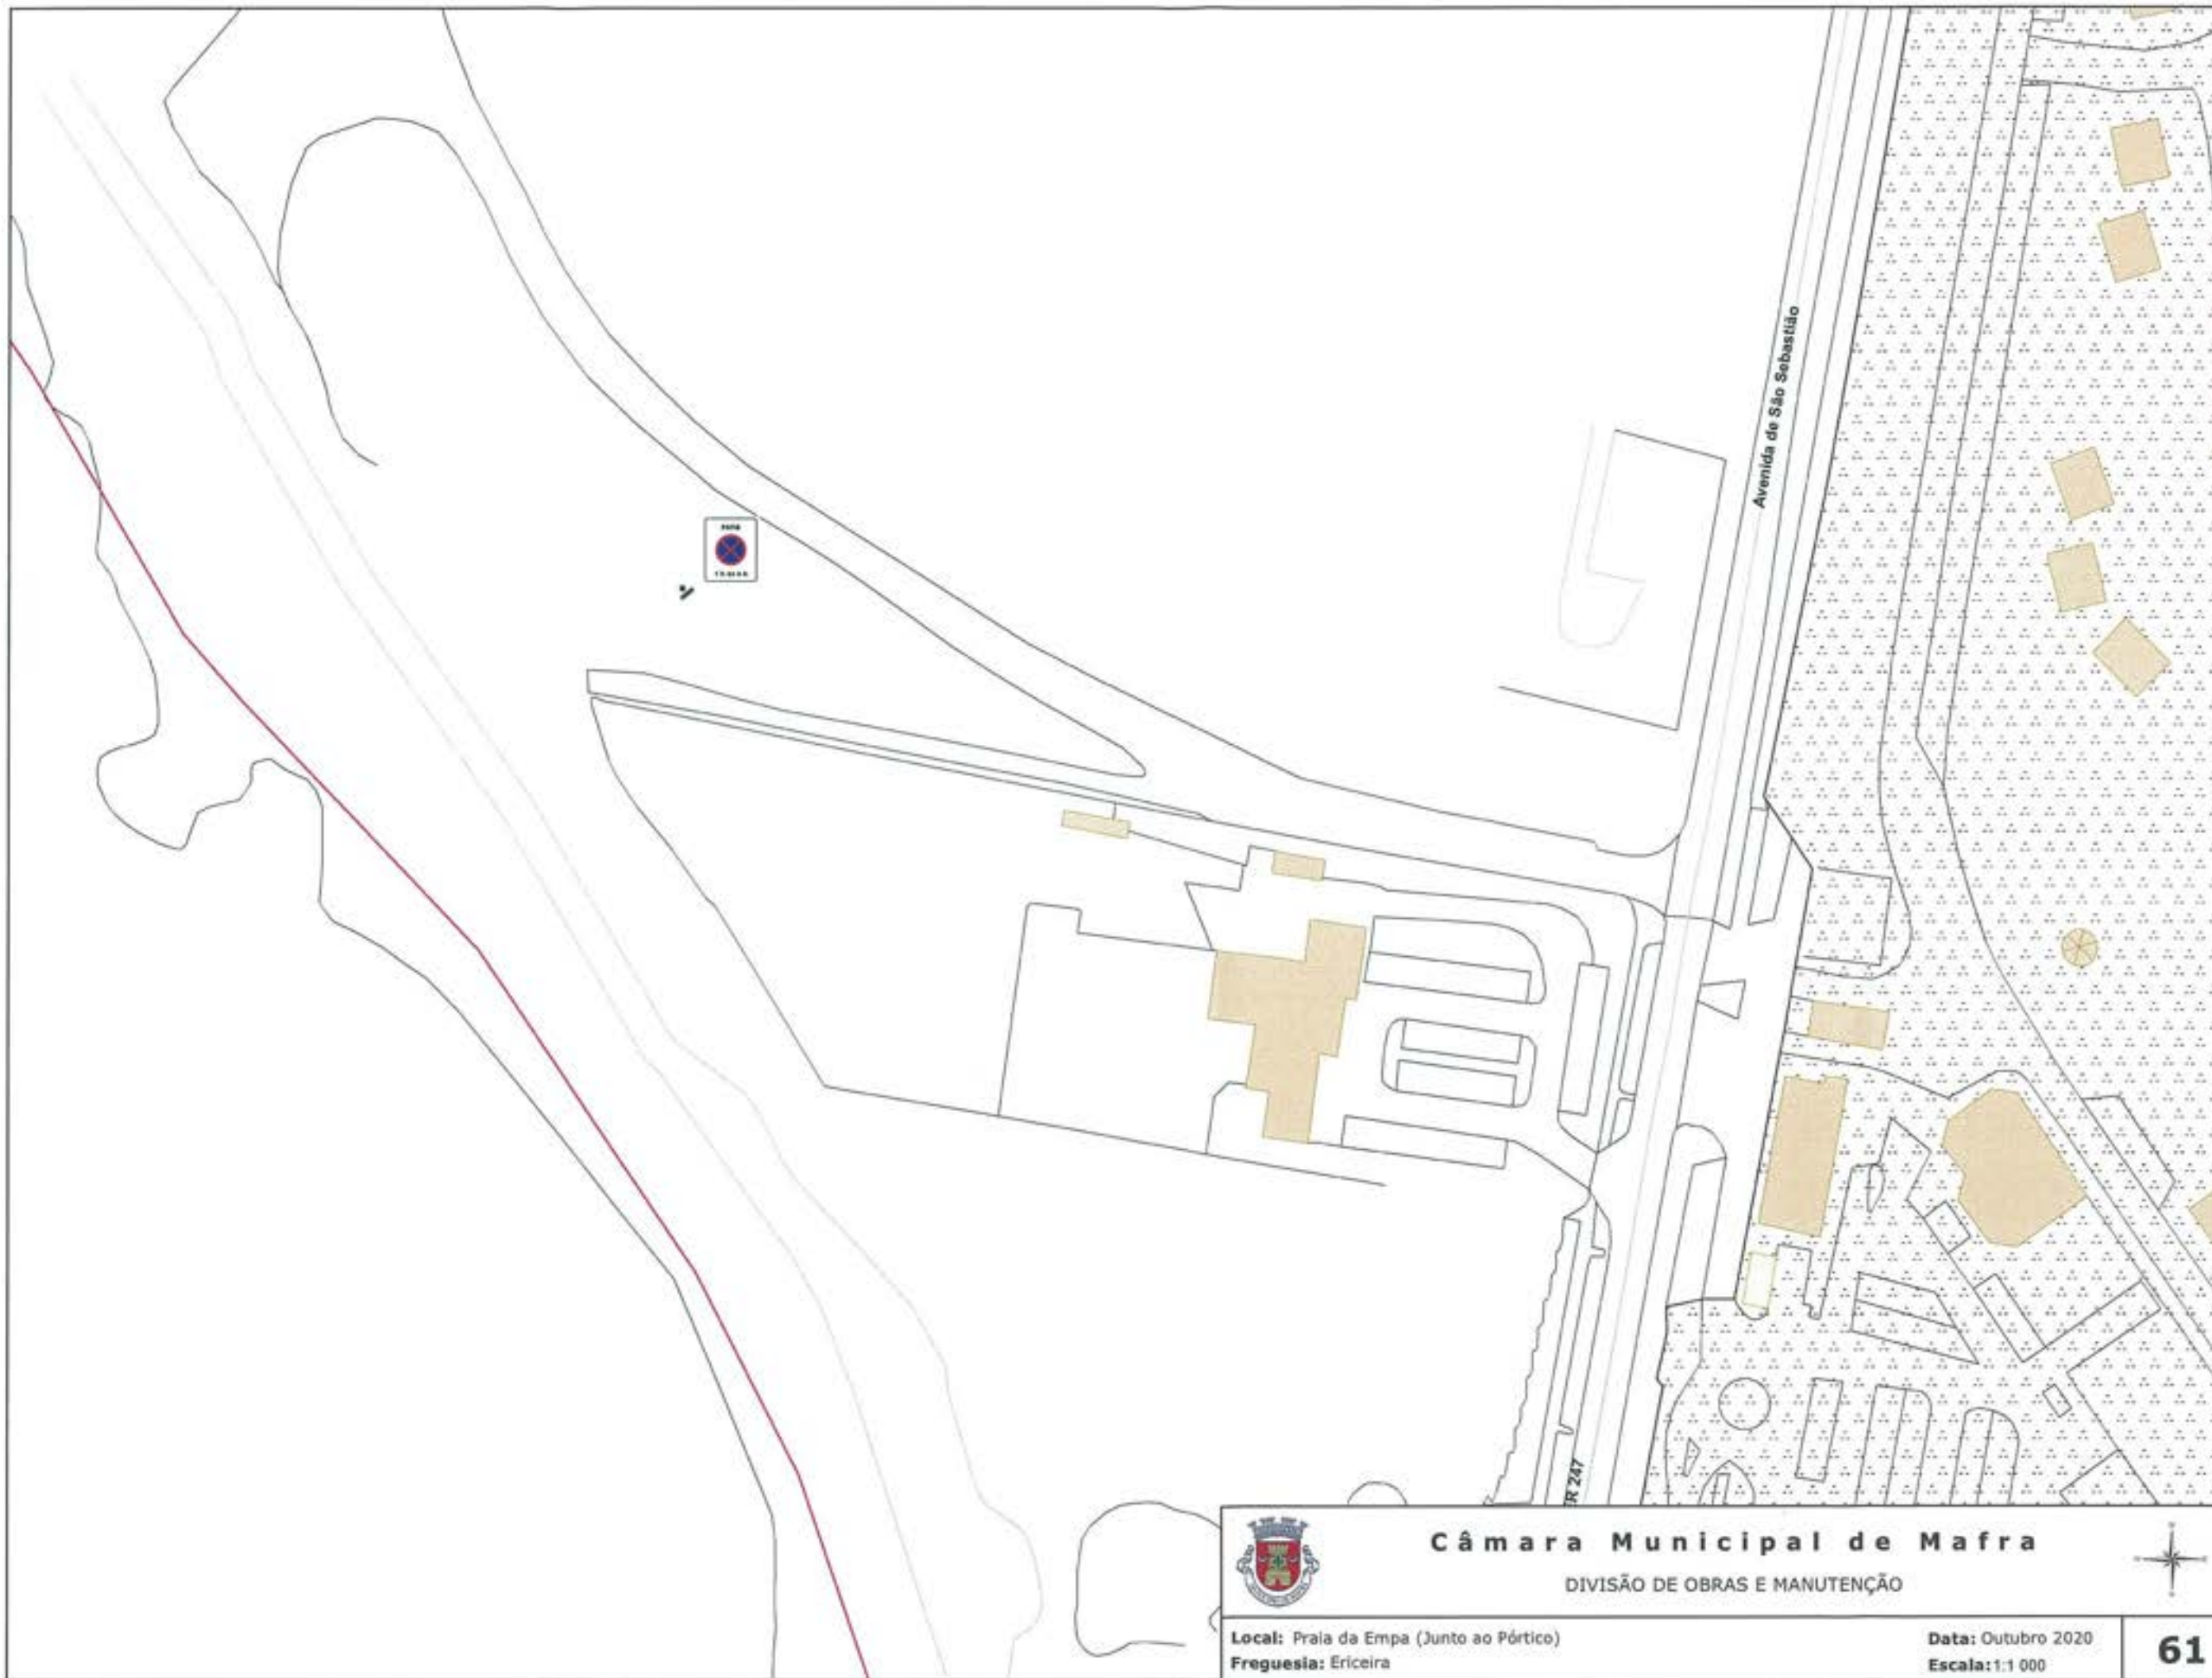 Avenida de São Sebastião
ZONA
R 247
Câmara Municipal de Mafra
DIVISÃO DE OBRAS E MANUTENÇÃO
Local: Praia da Empa (Junto ao Pórtico)
Freguesia: Ericeira
Data: Outubro 2020
Escala:1:1 000
61